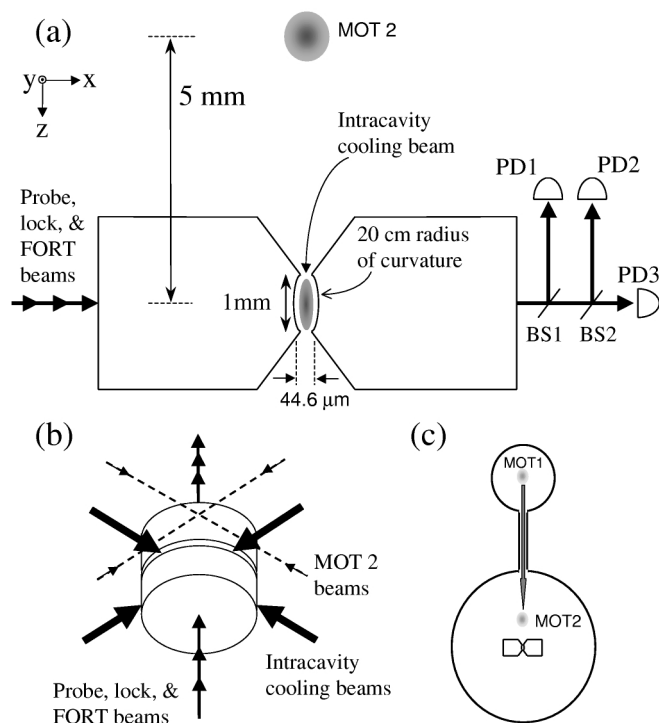 (a)
MOT 2
y
x
z
5 mm
Intracavity
cooling beam
PD1
PD2
Probe,
lock, &
FORT
beams
20 cm radius
of curvature
PD3
1mm
BS1
BS2
44.6 μm
(b)
(c)
MOT1
MOT 2
beams
MOT2
Intracavity
cooling beams
Probe, lock, &
FORT beams